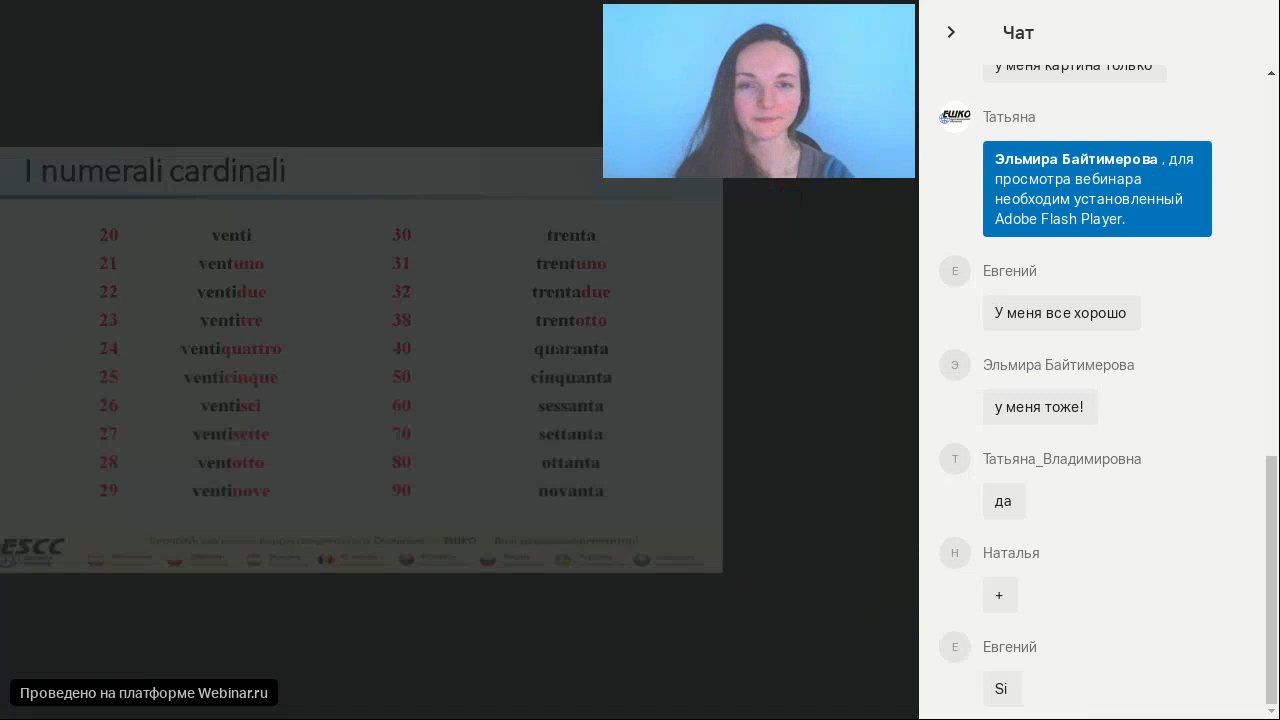 I numerali cardinali
20 venti 30 trenta
21 ventuno 31 trentuno
22 ventidue 32 trentadue
23 ventitre 38 trentotto
24 ventiquattro 40 quaranta
25 venticinque 50 cinquanta
26 ventisei 60 sessanta
27 ventisette 70 settanta
28 ventotto 80 ottanta
29 ventinove 90 novanta
ESCC
ЕШКО
Проведено на платформе Webinar.ru
Чат
у меня картина только
ЕШКО
Татьяна
Эльмира Байтимерова , для
просмотра вебинара
необходим установленный
Adobe Flash Player.
Е Евгений
У меня все хорошо
Э Эльмира Байтимерова
у меня тоже!
Т Татьяна_Владимировна
да
Н Наталья
+
Е Евгений
Si